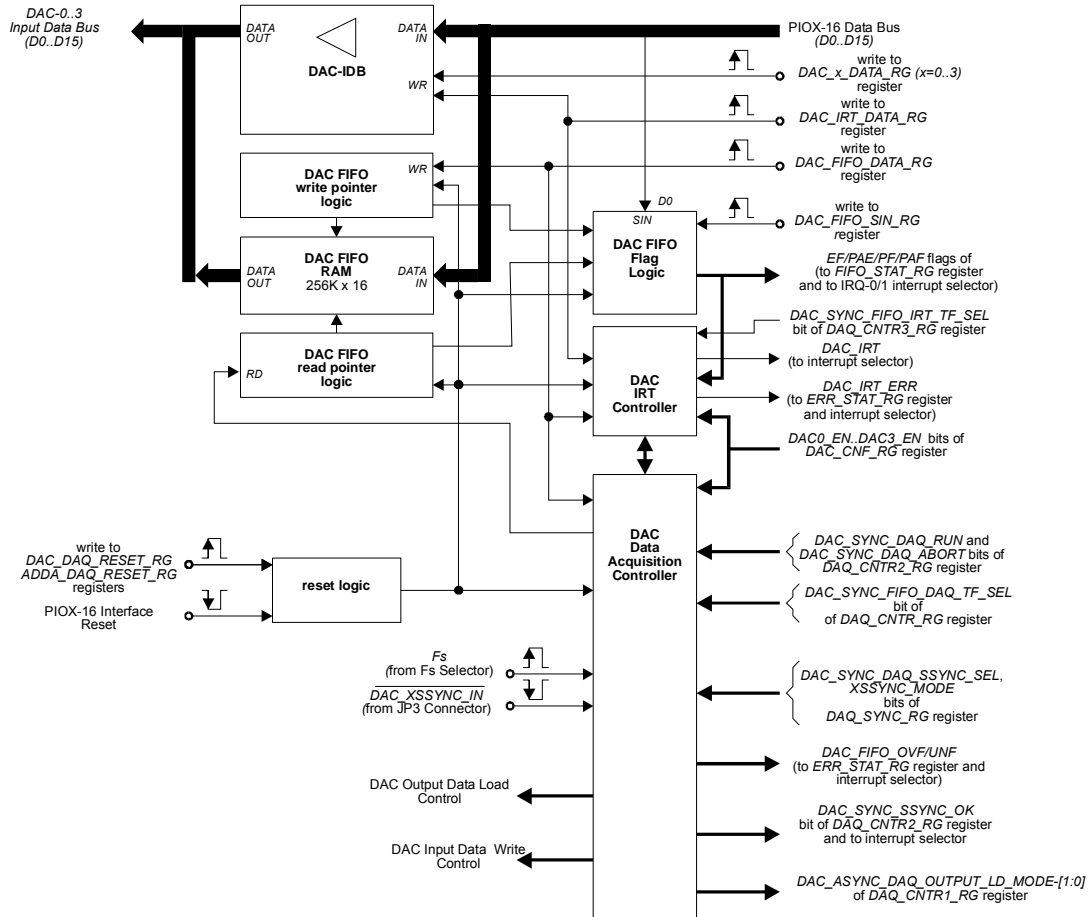 DAC-0..3
Input Data Bus
(D0..D15)
DATA
OUT
DAC-IDB
DATA
IN
WR
PIOX-16 Data Bus
(D0..D15)
write to
DAC_x_DATA_RG (x=0..3)
register
write to
DAC_IRT_DATA_RG
register
write to
DAC_FIFO_DATA_RG
register
DAC FIFO
write pointer
logic
WR
D0
SIN
DAC FIFO
Flag
Logic
write to
DAC_FIFO_SIN_RG
register
DAC FIFO
RAM
256K x 16
DATA
OUT
DATA
IN
EF/PAE/PF/PAF flags of
(to FIFO_STAT_RG register
and to IRQ-0/1 interrupt selector)
DAC FIFO
read pointer
logic
RD
DAC
IRT
Controller
DAC_SYNC_FIFO_IRT_TF_SEL
bit of DAQ_CNTR3_RG register
DAC_IRT
(to interrupt selector)
DAC_IRT_ERR
(to ERR_STAT_RG register
and interrupt selector)
DAC0_EN..DAC3_EN bits of
DAC_CNF_RG
register
DAC
Data
Acquisition
Controller
write to
DAC_DAQ_RESET_RG
ADDA_DAQ_RESET_RG
registers
PIOX-16 Interface
Reset
reset logic
DAC_SYNC_DAQ_RUN and
DAC_SYNC_DAQ_ABORT bits of
DAQ_CNTR2_RG
register
DAC_SYNC_FIFO_DAQ_TF_SEL
bit of
of DAQ_CNTR_RG register
Fs
(from Fs Selector)
DAC_XSSYNC_IN
(from JP3 Connector)
DAC_SYNC_DAQ_SSYNC_SEL,
XSSYNC_MODE
bits of
DAQ_SYNC_RG register
DAC_FIFO_OVF/UNF
(to ERR_STAT_RG register and
interrupt selector)
DAC Output Data Load
Control
DAC_SYNC_SSYNC_OK
bit of DAQ_CNTR2_RG register
and to interrupt selector
DAC Input Data Write
Control
DAC_ASYNC_DAQ_OUTPUT_LD_MODE-[1:0]
of DAQ_CNTR1_RG register